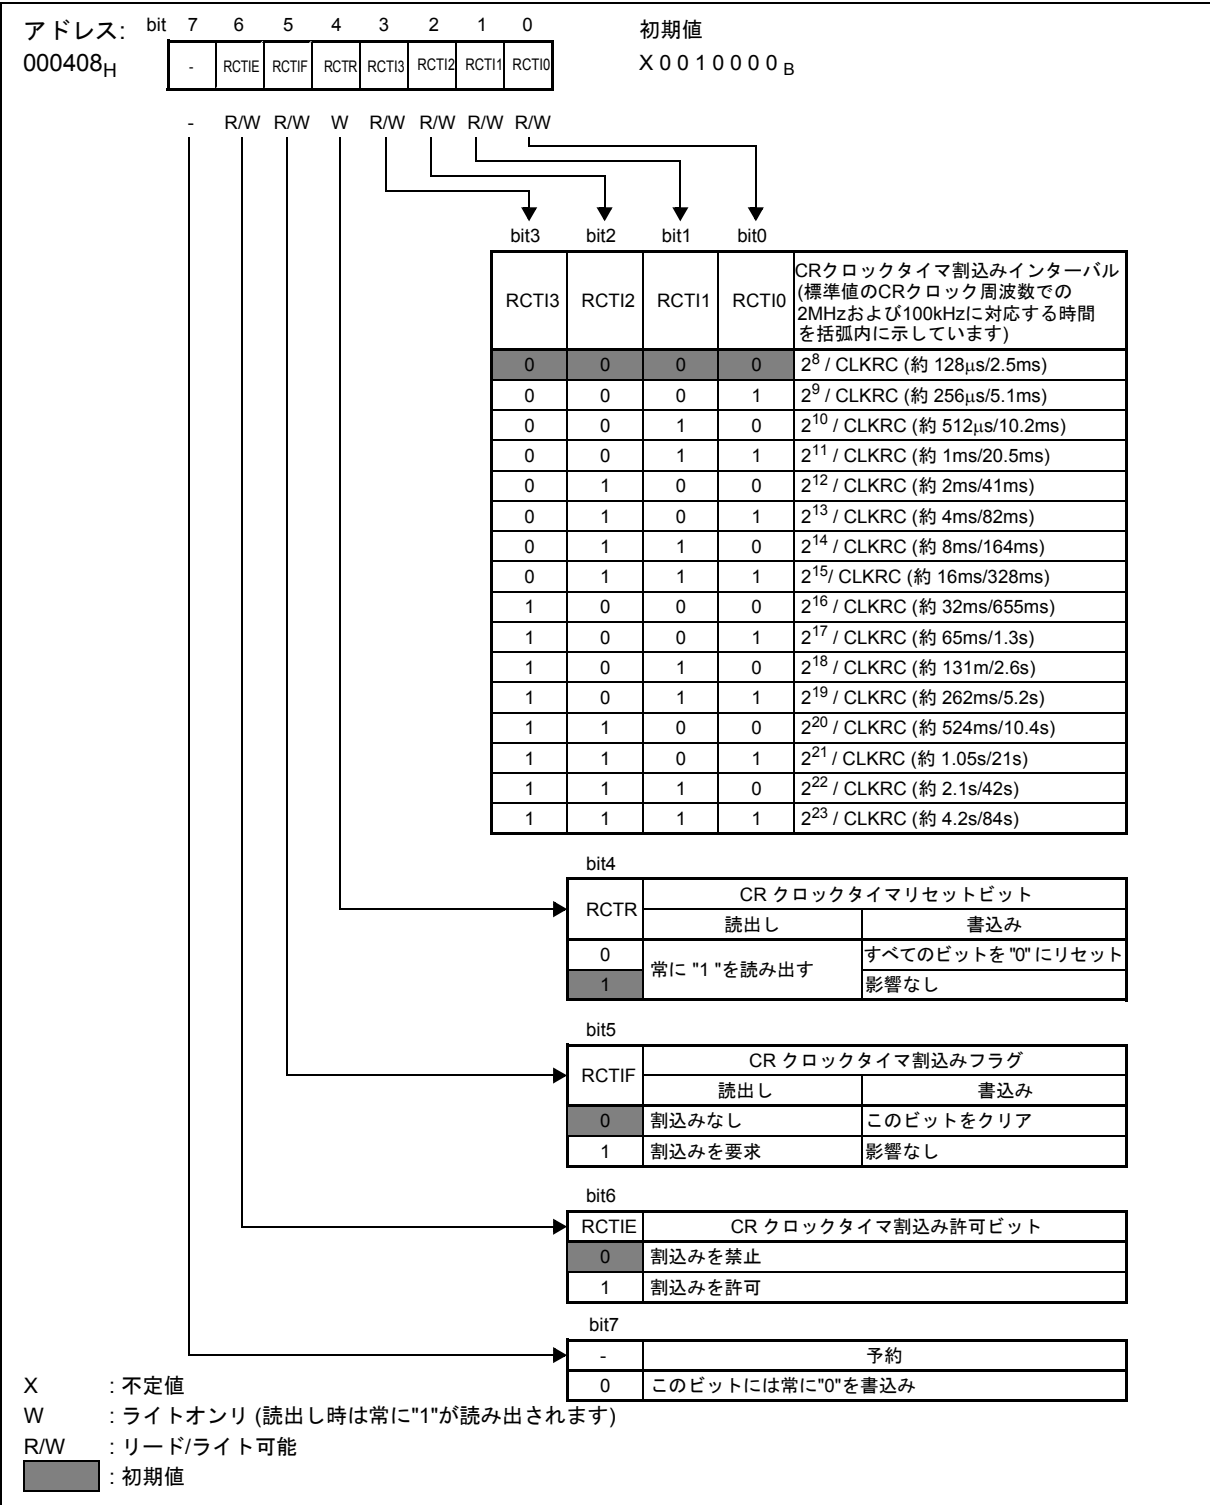 アドレス: bit 7 6 5 4 3 2 1 0 初期値
000408H - RCTIE RCTIF RCTR RCTI3 RCTI2 RCTI1 RCTI0 X 0 0 1 0 0 0 0 B
- R/W R/W W R/W R/W R/W R/W
bit3 bit2 bit1 bit0
RCTI3 RCTI2 RCTI1 RCTI0 CRクロックタイマ割込みインターバル
(標準値のCRクロック周波数での
2MHzおよび100kHzに対応する時間
を括弧内に示しています)
0 0 0 0 2^8 / CLKRC (約 128μs/2.5ms)
0 0 0 1 2^9 / CLKRC (約 256μs/5.1ms)
0 0 1 0 2^10 / CLKRC (約 512μs/10.2ms)
0 0 1 1 2^11 / CLKRC (約 1ms/20.5ms)
0 1 0 0 2^12 / CLKRC (約 2ms/41ms)
0 1 0 1 2^13 / CLKRC (約 4ms/82ms)
0 1 1 0 2^14 / CLKRC (約 8ms/164ms)
0 1 1 1 2^15/ CLKRC (約 16ms/328ms)
1 0 0 0 2^16 / CLKRC (約 32ms/655ms)
1 0 0 1 2^17 / CLKRC (約 65ms/1.3s)
1 0 1 0 2^18 / CLKRC (約 131m/2.6s)
1 0 1 1 2^19 / CLKRC (約 262ms/5.2s)
1 1 0 0 2^20 / CLKRC (約 524ms/10.4s)
1 1 0 1 2^21 / CLKRC (約 1.05s/21s)
1 1 1 0 2^22 / CLKRC (約 2.1s/42s)
1 1 1 1 2^23 / CLKRC (約 4.2s/84s)
bit4
RCTR CR クロックタイマリセットビット
読出し 書込み
0 常に "1 "を読み出す すべてのビットを "0" にリセット
1 影響なし
bit5
RCTIF CR クロックタイマ割込みフラグ
読出し 書込み
0 割込みなし このビットをクリア
1 割込みを要求 影響なし
bit6
RCTIE CR クロックタイマ割込み許可ビット
0 割込みを禁止
1 割込みを許可
bit7
- 予約
0 このビットには常に"0"を書込み
X : 不定値
W : ライトオンリ (読出し時は常に"1"が読み出されます)
R/W : リード/ライト可能
: 初期値